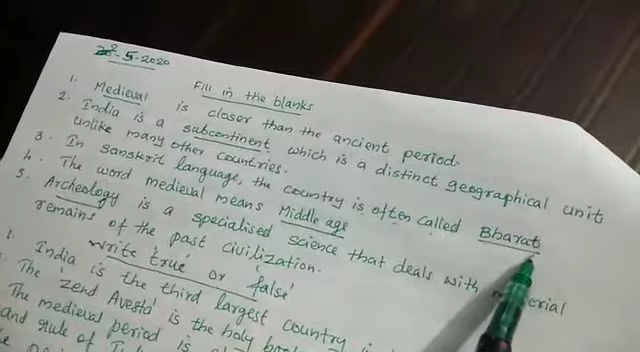 2-5-2020
Fill in the blanks
1. Medieval is closer than the ancient period.
2. India is a subcontinent which is a distinct geographical unit
unlike many other countries.
3. In Sanskrit language, the country is often called Bharat
4. The word medieval means Middle age
5. Archeology is a specialised science that deals with
remains of the past civilization.
Write 'true' or 'false'
1. India is the third largest country
The 'Zend Avesta' is the holy
The medieval period is
and rule of